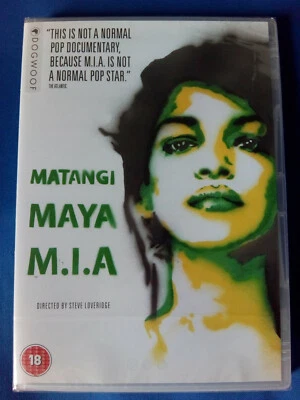 DOGWOOF
"THIS IS NOT A NORMAL
POP DOCUMENTARY,
BECAUSE M.I.A. IS NOT
A NORMAL POP STAR."
THE ATLANTIC
MATANGI
MAYA
M.I.A
DIRECTED BY STEVE LOVERIDGE
18